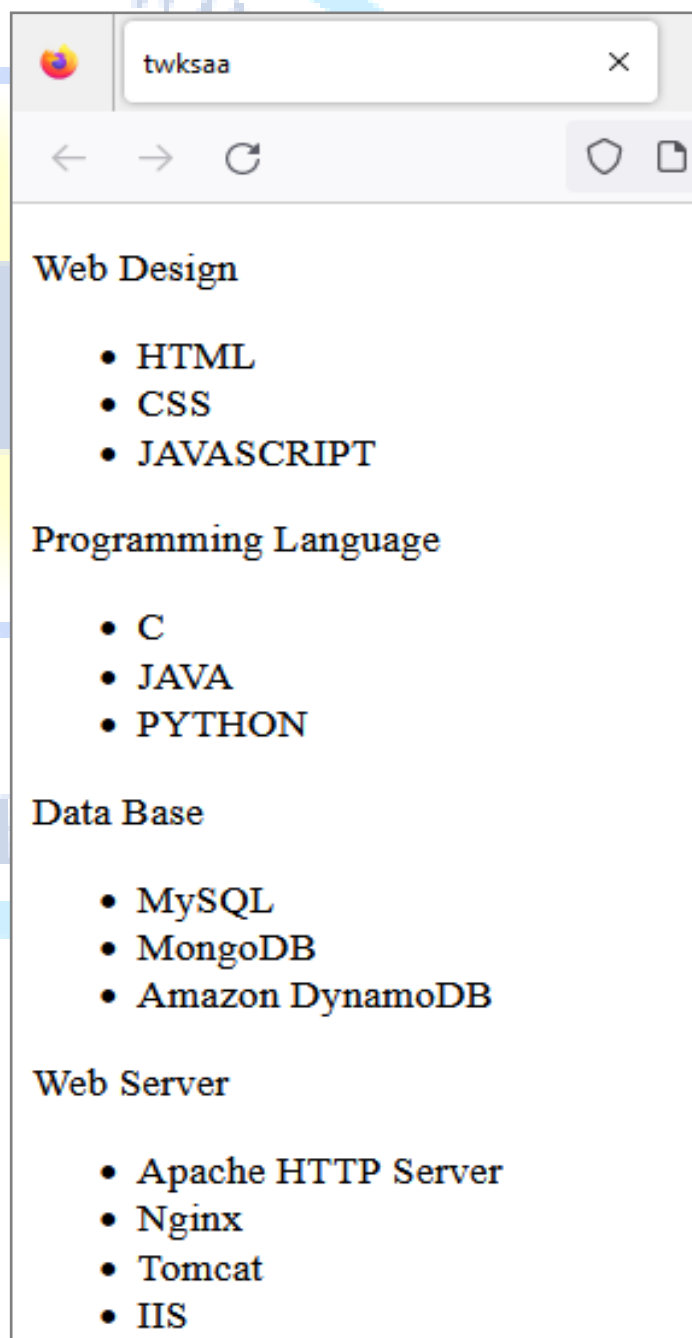 twksaa
Web Design
• HTML
• CSS
• JAVASCRIPT
Programming Language
• C
• JAVA
• PYTHON
Data Base
• MySQL
• MongoDB
• Amazon DynamoDB
Web Server
• Apache HTTP Server
• Nginx
• Tomcat
• IIS